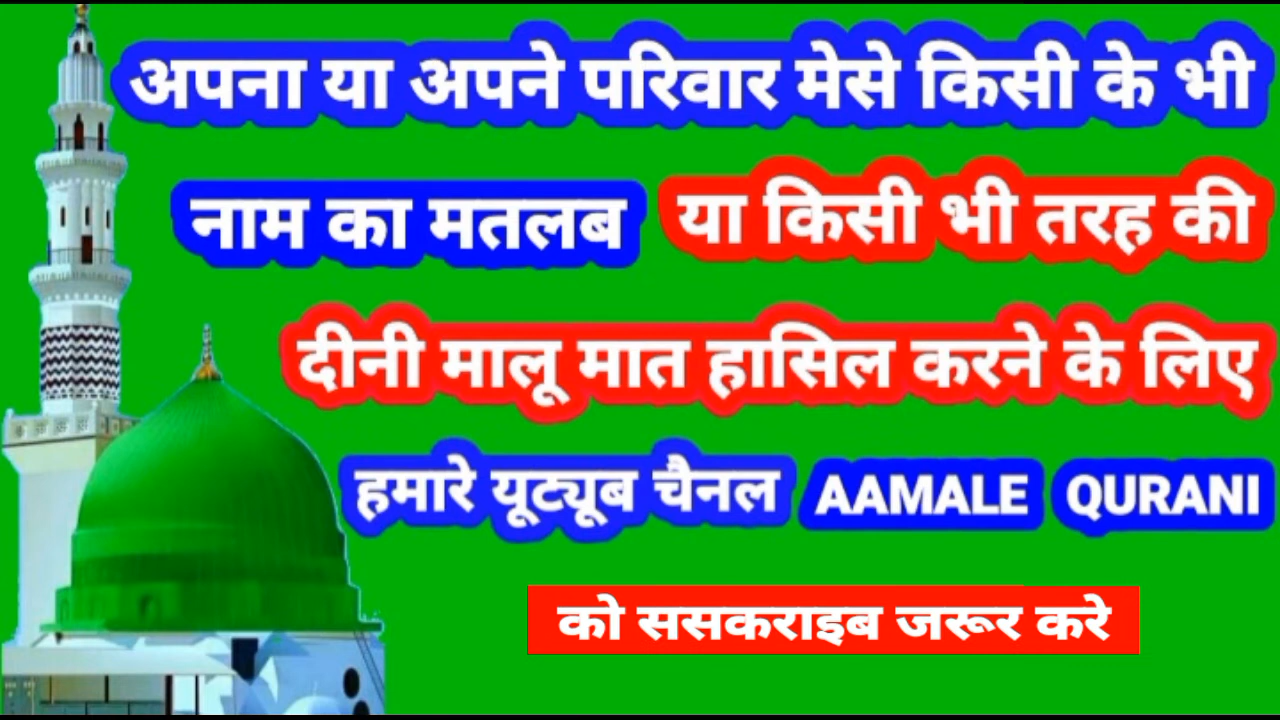 अपना या अपने परिवार मेसे किसी के भी
नाम का मतलब या किसी भी तरह की
दीनी मालू मात हासिल करने के लिए
हमारे यूट्यूब चैनल AAMALE QURANI
को ससकराइब जरूर करे